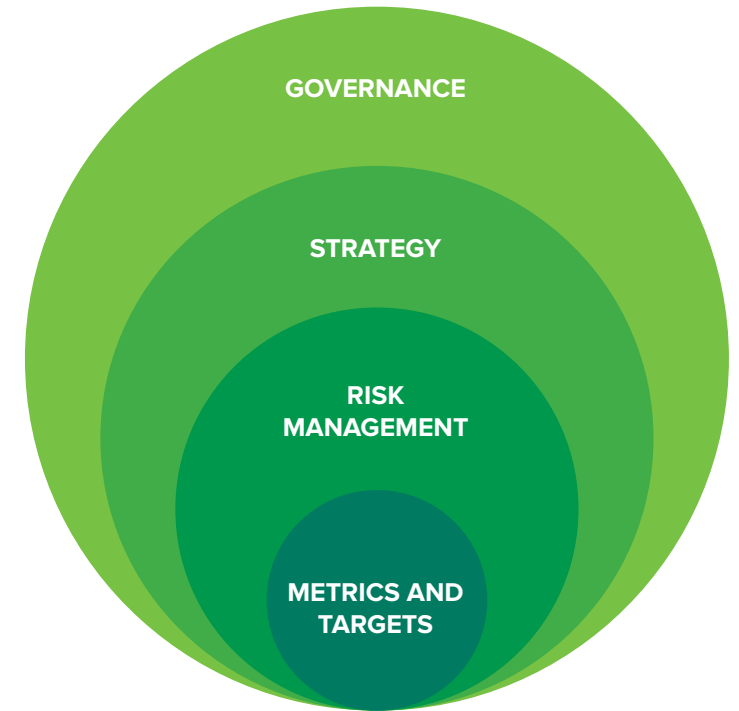 GOVERNANCE
STRATEGY
RISK
MANAGEMENT
METRICS AND
TARGETS